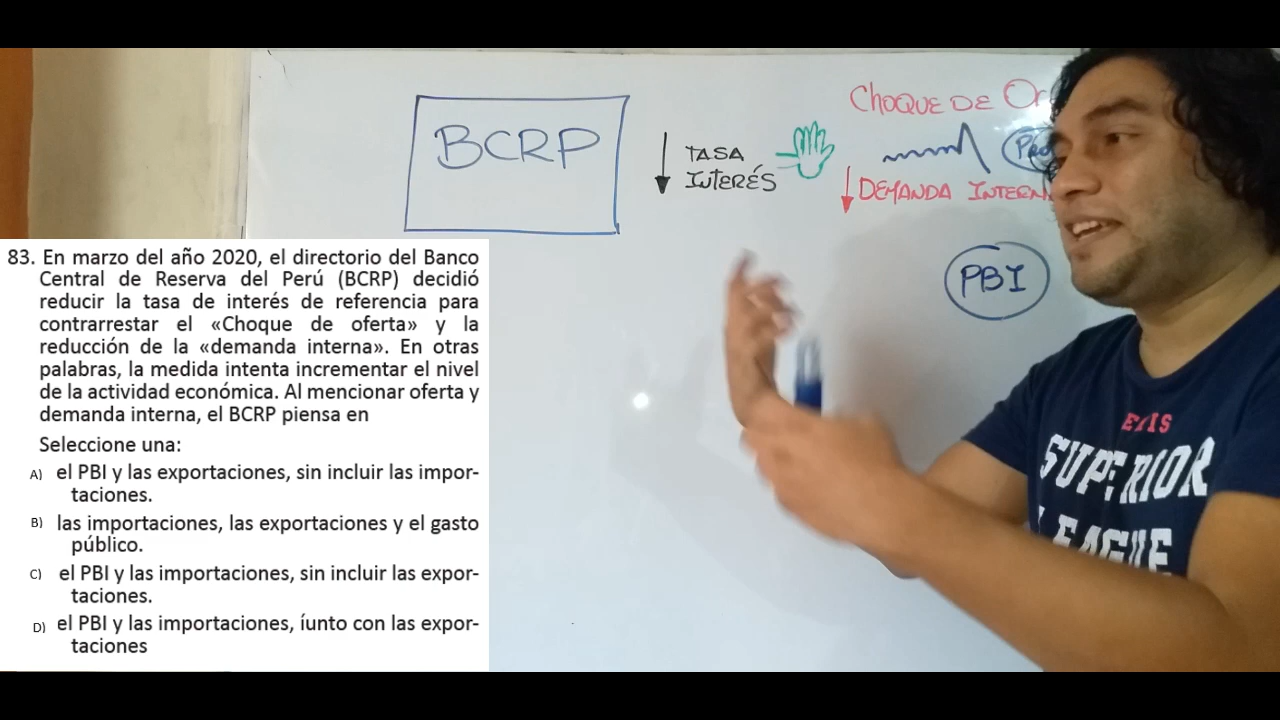 BCRP
TASA
INTERÉS
CHOQUE DE
DEMANDA
PBI
83. En marzo del año 2020, el directorio del Banco
Central de Reserva del Perú (BCRP) decidió
reducir la tasa de interés de referencia para
contrarrestar el «Choque de oferta» y la
reducción de la «demanda interna». En otras
palabras, la medida intenta incrementar el nivel
de la actividad económica. Al mencionar oferta y
demanda interna, el BCRP piensa en
Seleccione una:
A) el PBI y las exportaciones, sin incluir las impor-
taciones.
B) las importaciones, las exportaciones y el gasto
público.
C) el PBI y las importaciones, sin incluir las expor-
taciones.
D) el PBI y las importaciones, íunto con las expor-
taciones
SUPERIOR
LEAGUE